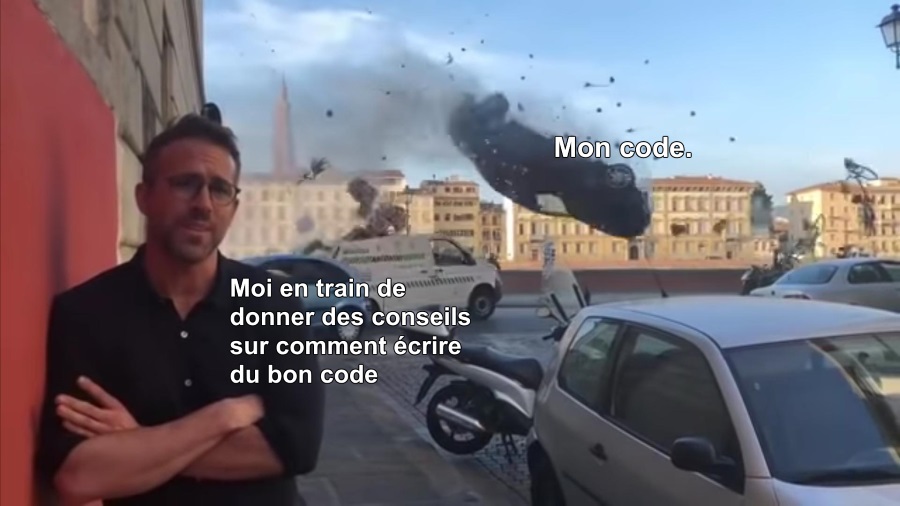 Mon code.
Moi en train de
donner des conseils
sur comment écrire
du bon code